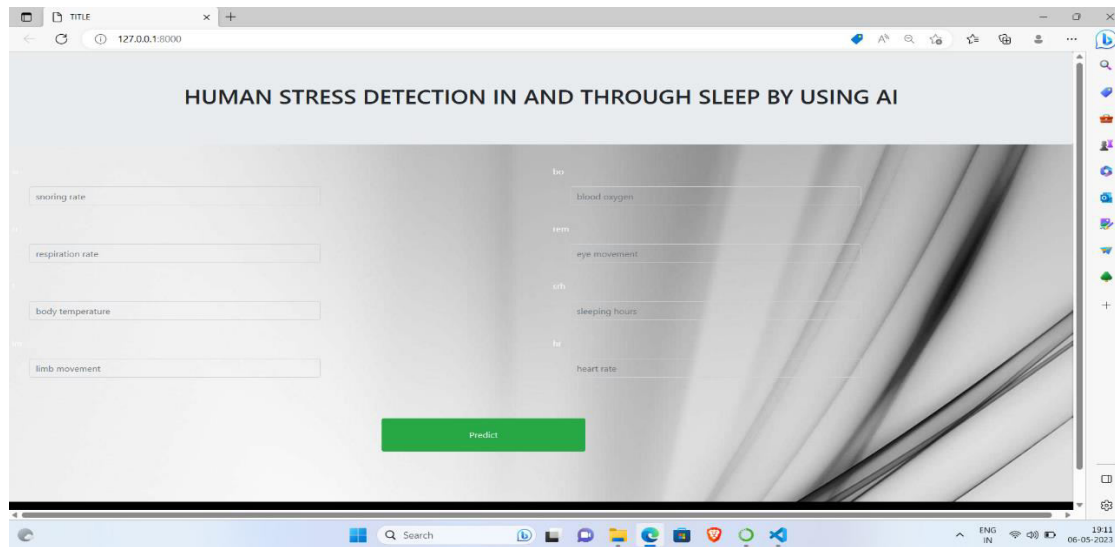 TITLE
127.0.0.1:8000
HUMAN STRESS DETECTION IN AND THROUGH SLEEP BY USING AI
bo
snoring rate
blood oxygen
rem
respiration rate
eye movement
body temperature
sleeping hours
hr
limb movement
heart rate
Predict
Search
ENG
IN
19:11
06-05-2023